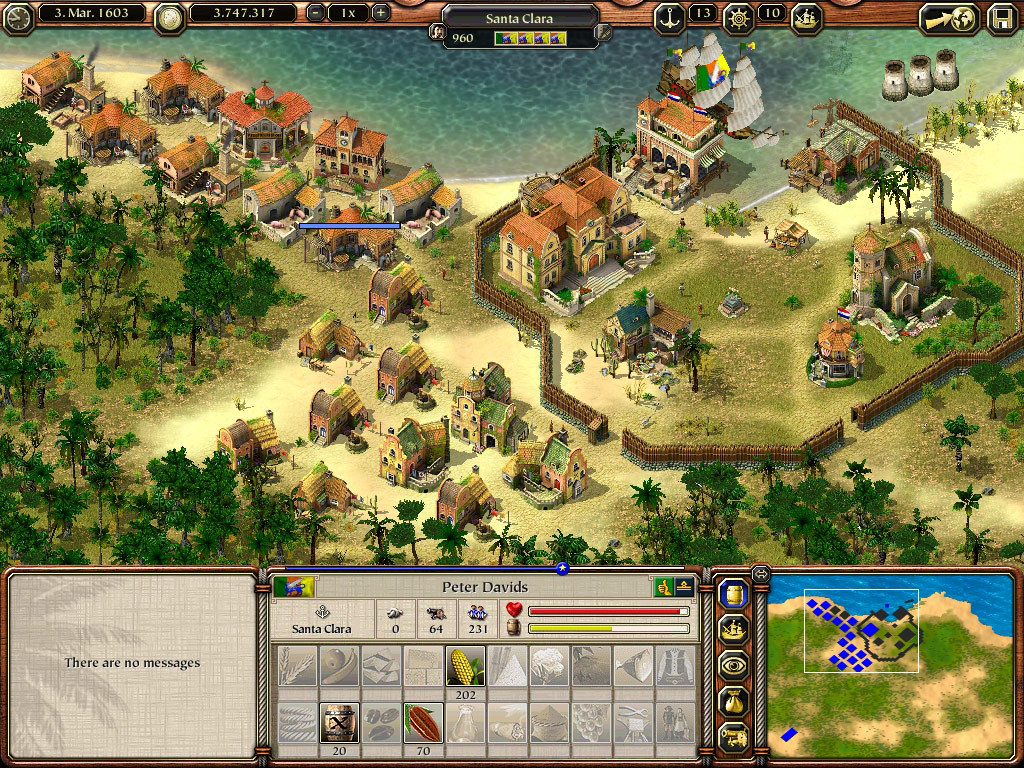 3. Mar. 1603
3.747.317
- 1x +
Santa Clara
13
10
960
There are no messages
Peter Davids
Santa Clara
0
64
231
202
20
70